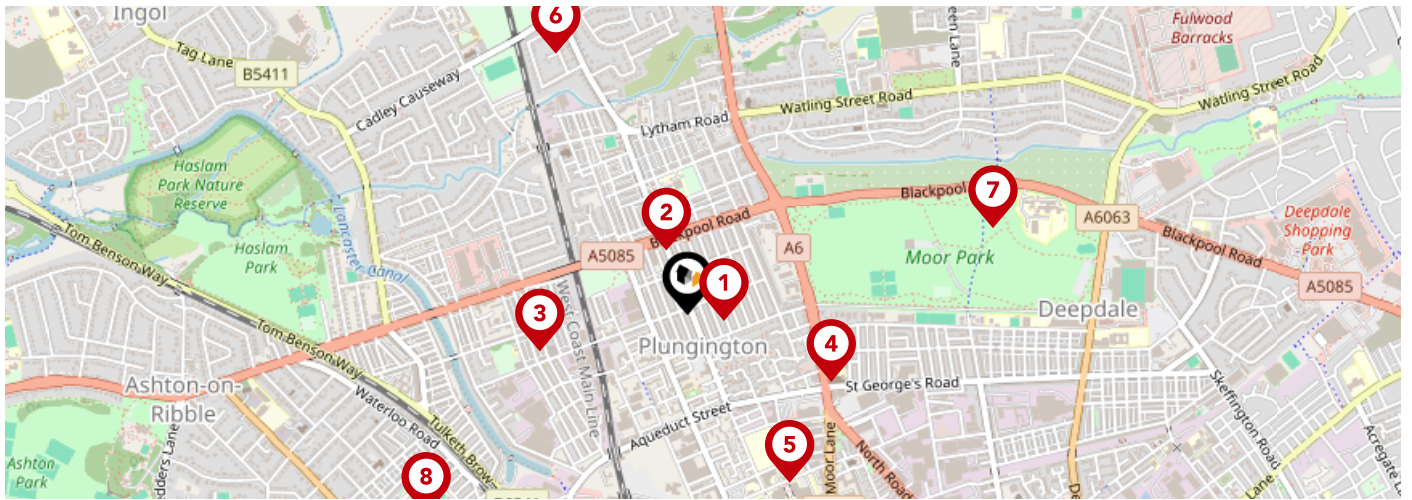 Ingol
6
Fulwood
Barracks
Tag Lane
B5411
Cadley Causeway
Watling Street Road
Watling Street Road
Lytham Road
Haslam
Park Nature
Reserve
Lancaster Canal
2
Blackpool
7
A6063
Deepdale
Shopping
Park
Blackpool Road
Blackpool Road
Tom Benson Way
Haslam
Park
A5085
A6
Moor Park
1
A5085
3
West Coast Main Line
Deepdale
Tom Benson Way
Plungington
4
Ashton-on-
Ribble
St George's Road
Skeffington Road
Waterloo Road
Aqueduct Street
Tulketh Brow
5
Moor Lane
North Road
Acregate
Ashton
Park
8